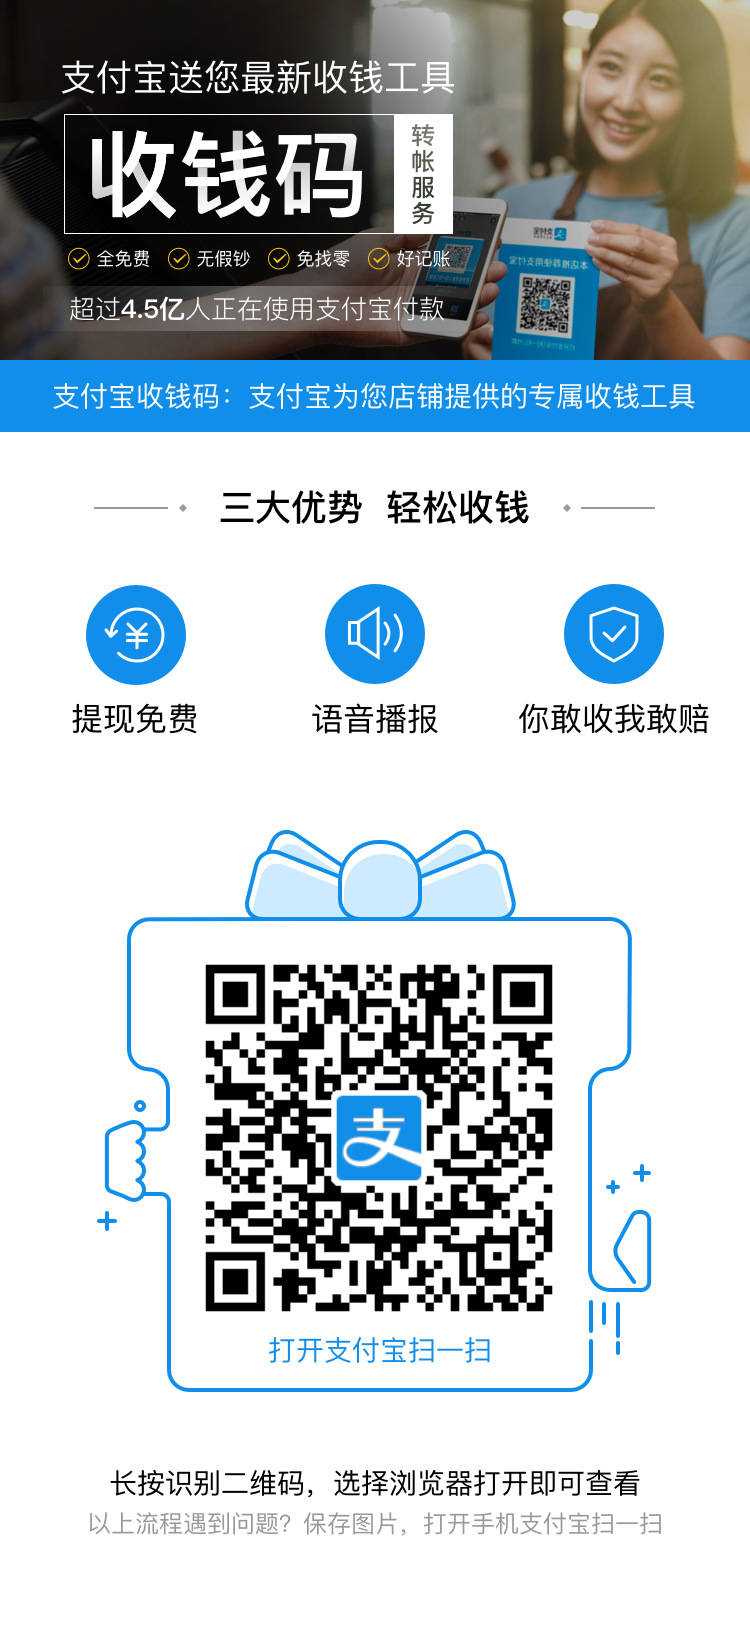 支付宝送您最新收钱工具
收钱码
转帐服务
全免费 无假钞 免找零 好记账
超过4.5亿人正在使用支付宝付款
支付宝收钱码：支付宝为您店铺提供的专属收钱工具
三大优势 轻松收钱
提现免费 语音播报 你敢收我敢赔
支
打开支付宝扫一扫
长按识别二维码，选择浏览器打开即可查看
以上流程遇到问题？保存图片，打开手机支付宝扫一扫